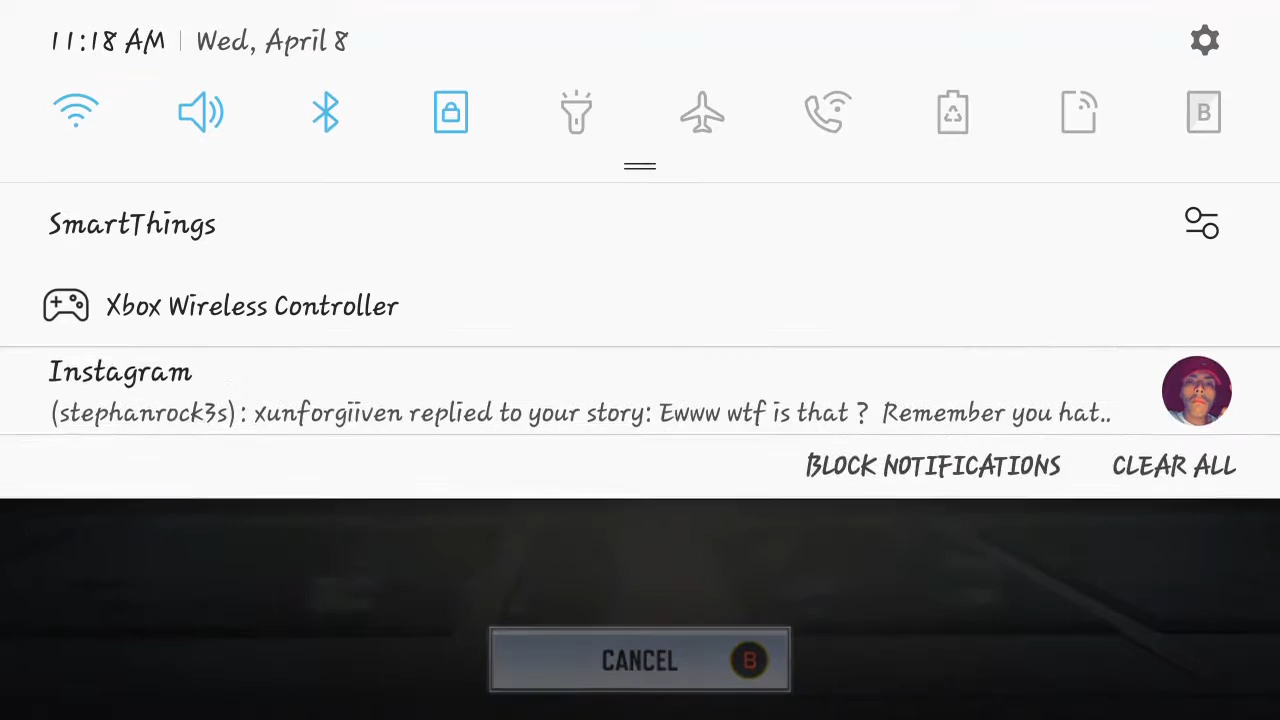 11:18 AM | Wed, April 8
B
SmartThings
Xbox Wireless Controller
Instagram
(stephanrock3s): xunforgiiven replied to your story: Ewww wtf is that ? Remember you hat..
BLOCK NOTIFICATIONS CLEAR ALL
CANCEL B